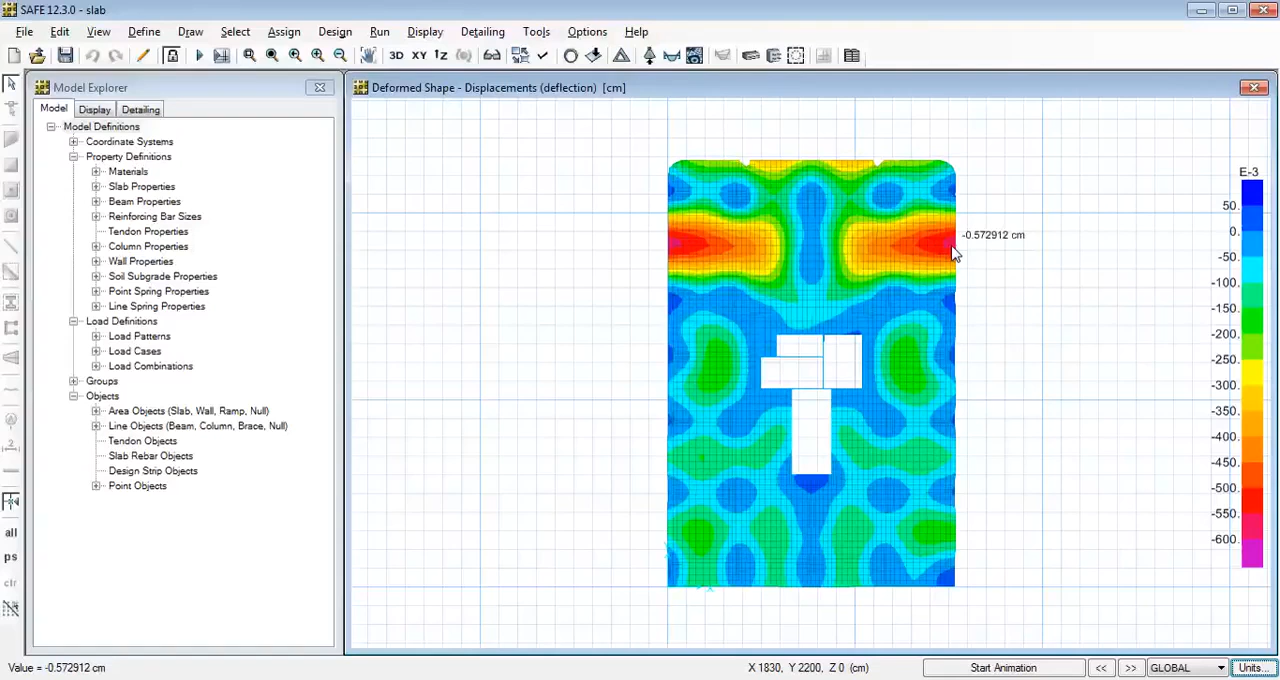 SAFE 12.3.0 - slab
File Edit View Define Draw Select Assign Design Run Display Detailing Tools Options Help
3D XY
Model Explorer
Deformed Shape - Displacements (deflection) [cm]
Model Display Detailing
Model Definitions
Coordinate Systems
Property Definitions
Materials
Slab Properties
Beam Properties
Reinforcing Bar Sizes
Tendon Properties
Column Properties
Wall Properties
Soil Subgrade Properties
Point Spring Properties
Line Spring Properties
Load Definitions
Load Patterns
Load Cases
Load Combinations
Groups
Objects
Area Objects (Slab, Wall, Ramp, Null)
Line Objects (Beam, Column, Brace, Null)
Tendon Objects
Slab Rebar Objects
Design Strip Objects
Point Objects
all
ps
ctr
-0.572912 cm
E-3
50.
0.
-50.
-100.
-150.
-200.
-250.
-300.
-350.
-400.
-450.
-500.
-550.
-600.
Value = -0.572912 cm
X 1830, Y 2200, Z 0 (cm)
Start Animation
<< >>
GLOBAL
Units...